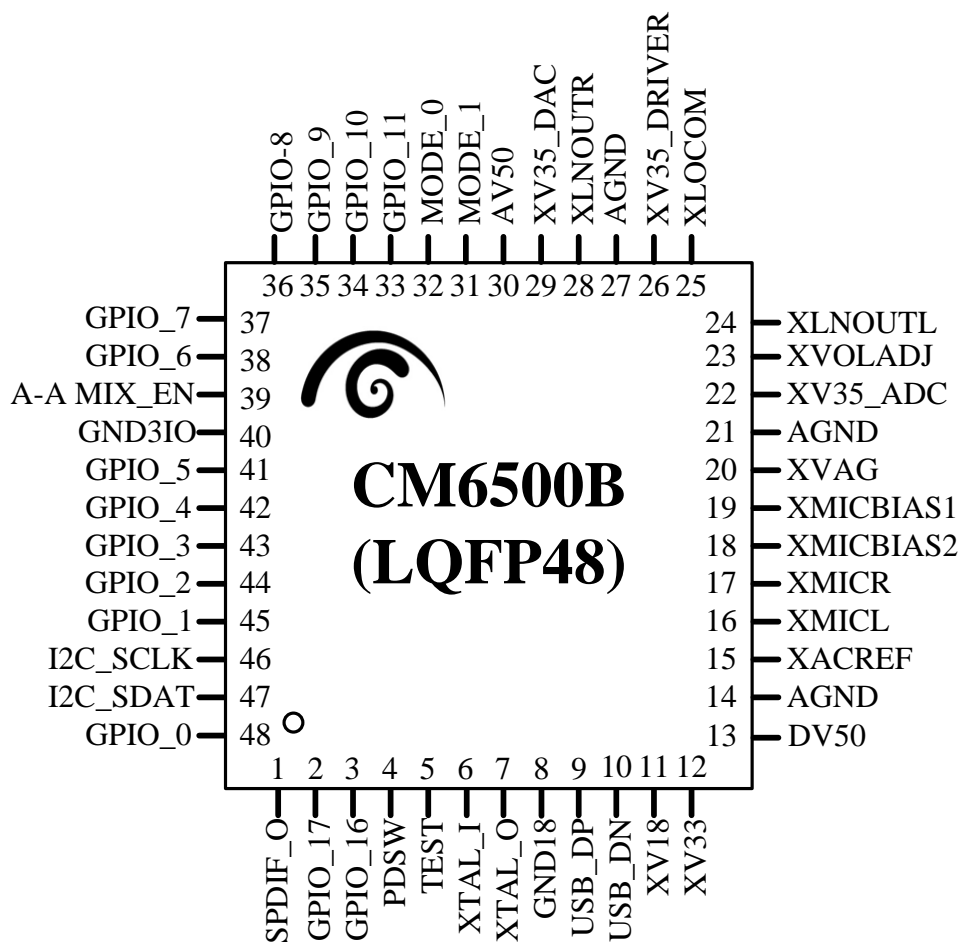 GPIO-8
GPIO_9
GPIO_10
GPIO_11
MODE_0
MODE_1
AV50
XV35_DAC
XLNOUTR
AGND
XV35_DRIVER
XLOCOM
36 35 34 33 32 31 30 29 28 27 26 25
GPIO_7 37
GPIO_6 38
A-A MIX_EN 39
GND3IO 40
GPIO_5 41
GPIO_4 42
GPIO_3 43
GPIO_2 44
GPIO_1 45
I2C_SCLK 46
I2C_SDAT 47
GPIO_0 48
CM6500B
(LQFP48)
24 XLNOUTL
23 XVOLADJ
22 XV35_ADC
21 AGND
20 XVAG
19 XMICBIAS1
18 XMICBIAS2
17 XMICR
16 XMICL
15 XACREF
14 AGND
13 DV50
1 2 3 4 5 6 7 8 9 10 11 12
SPDIF_O
GPIO_17
GPIO_16
PDSW
TEST
XTAL_I
XTAL_O
GND18
USB_DP
USB_DN
XV18
XV33